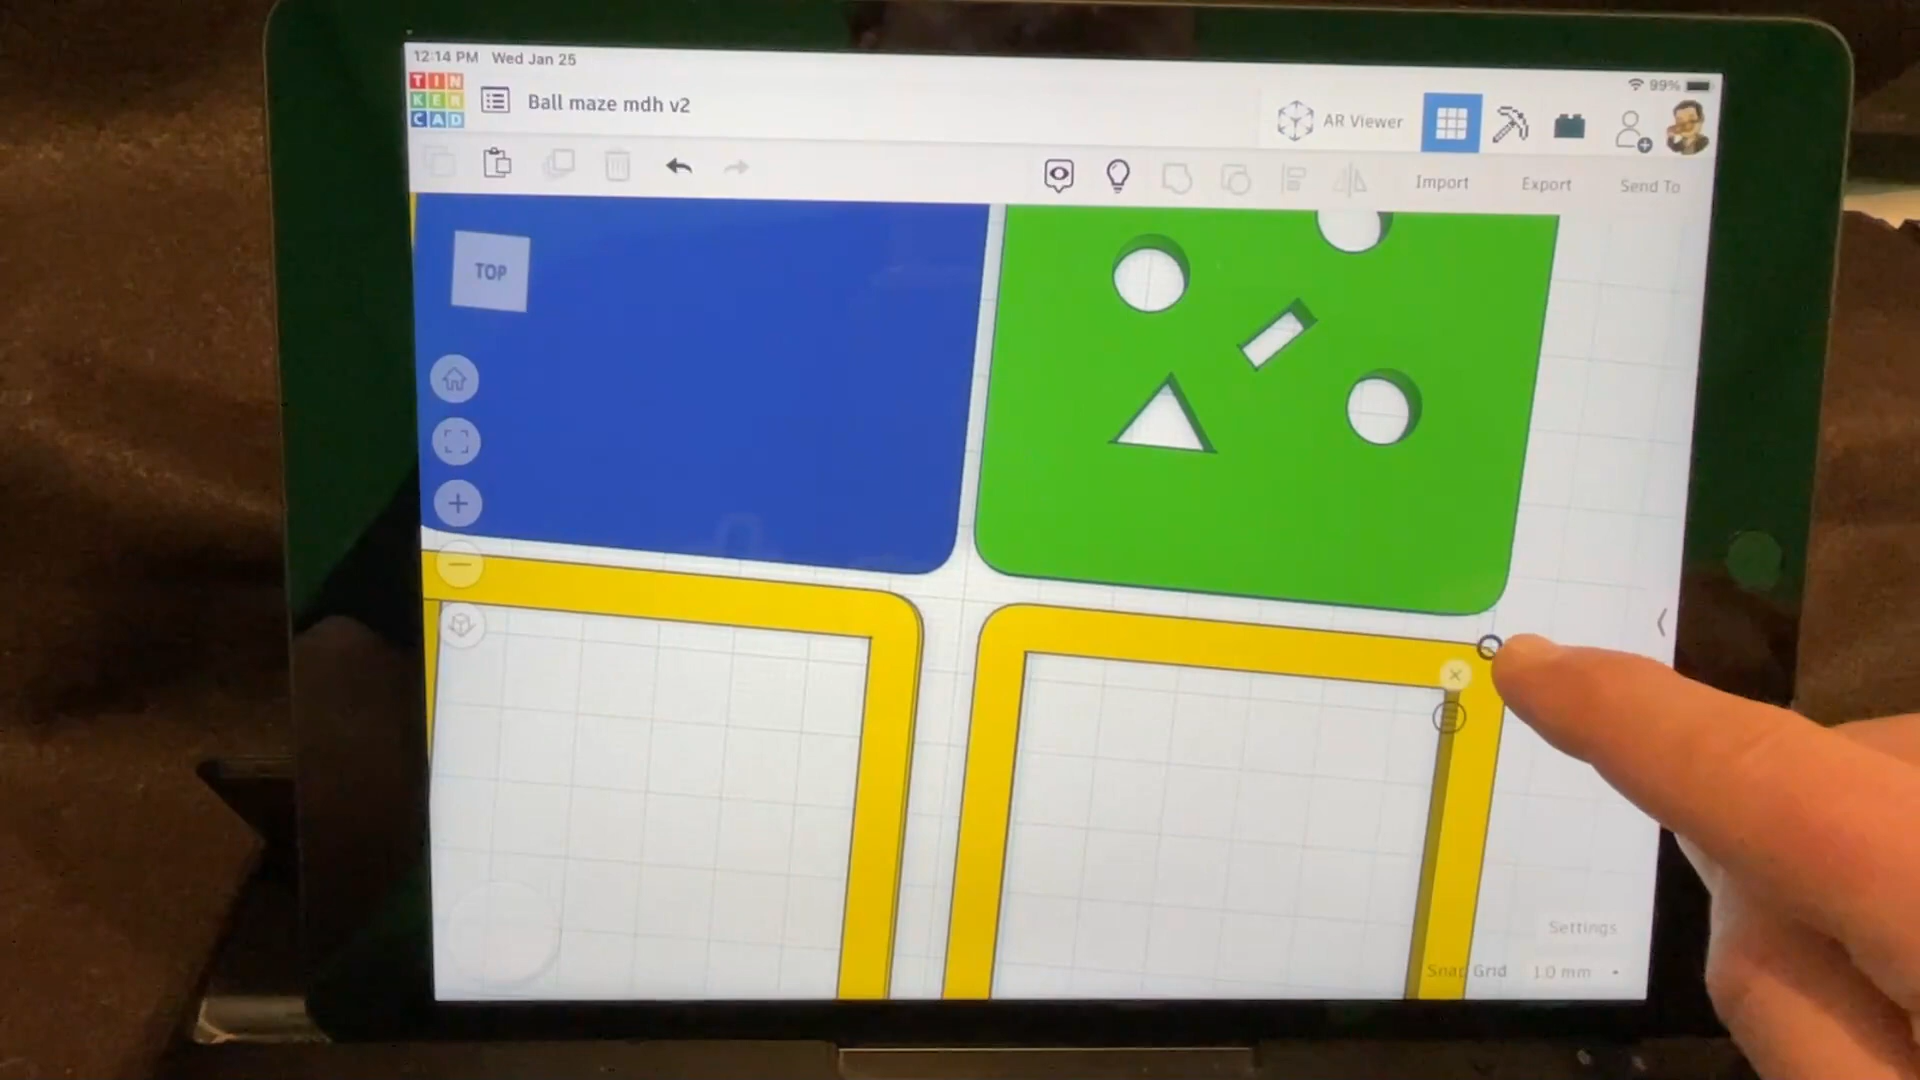 12:14 PM Wed Jan 25
99%
TIN
KER
CAD
Ball maze mdh v2
AR Viewer
Import
Export
Send To
TOP
Settings
Snap Grid 1.0 mm